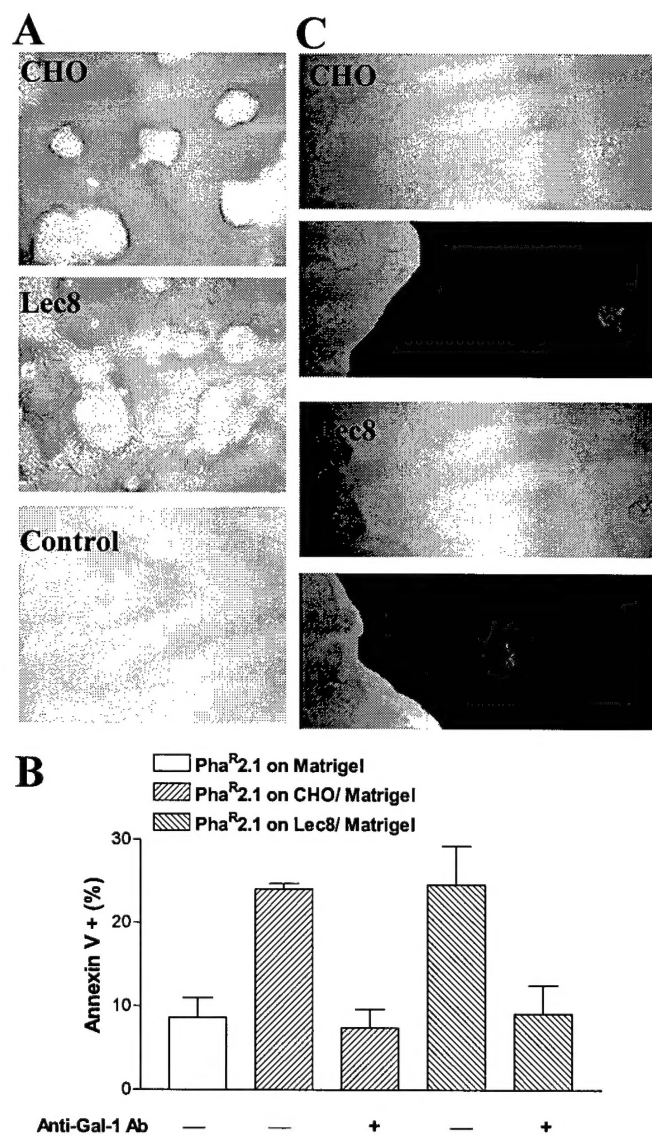 A
C
CHO
CHO
Lec8
ec8
Control
B
Pha^R2.1 on Matrigel
Pha^R2.1 on CHO/ Matrigel
Pha^R2.1 on Lec8/ Matrigel
Annexin V + (%)
30
20
10
0
Anti-Gal-1 Ab — — + — +